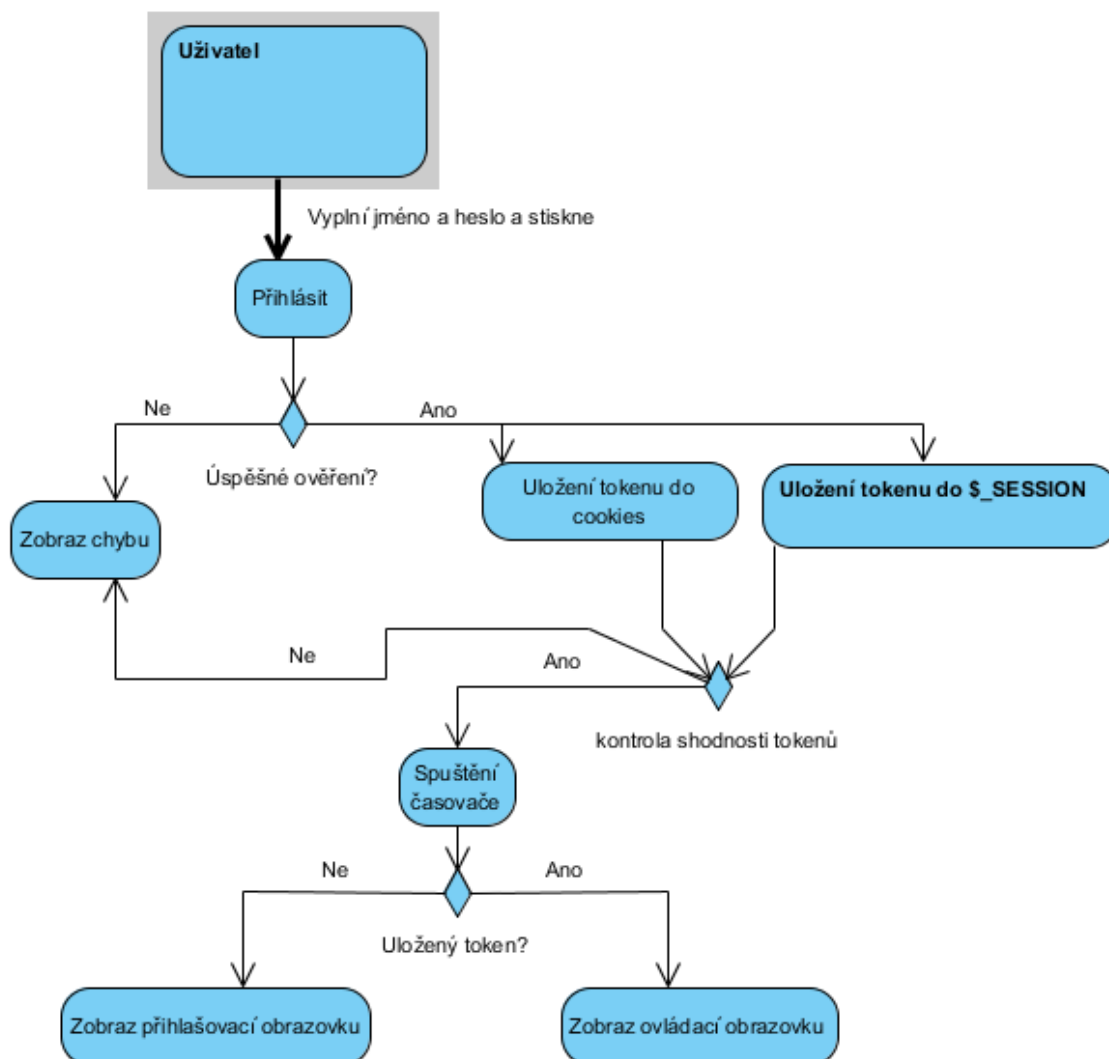 Uživatel
Vyplní jméno a heslo a stiskne
Přihlásit
Ne
Ano
Úspěšné ověření?
Uložení tokenu do
cookies
Uložení tokenu do $_SESSION
Zobraz chybu
Ne
Ano
kontrola shodnosti tokenů
Spuštění
časovače
Ne
Ano
Uložený token?
Zobraz přihlašovací obrazovku
Zobraz ovládací obrazovku